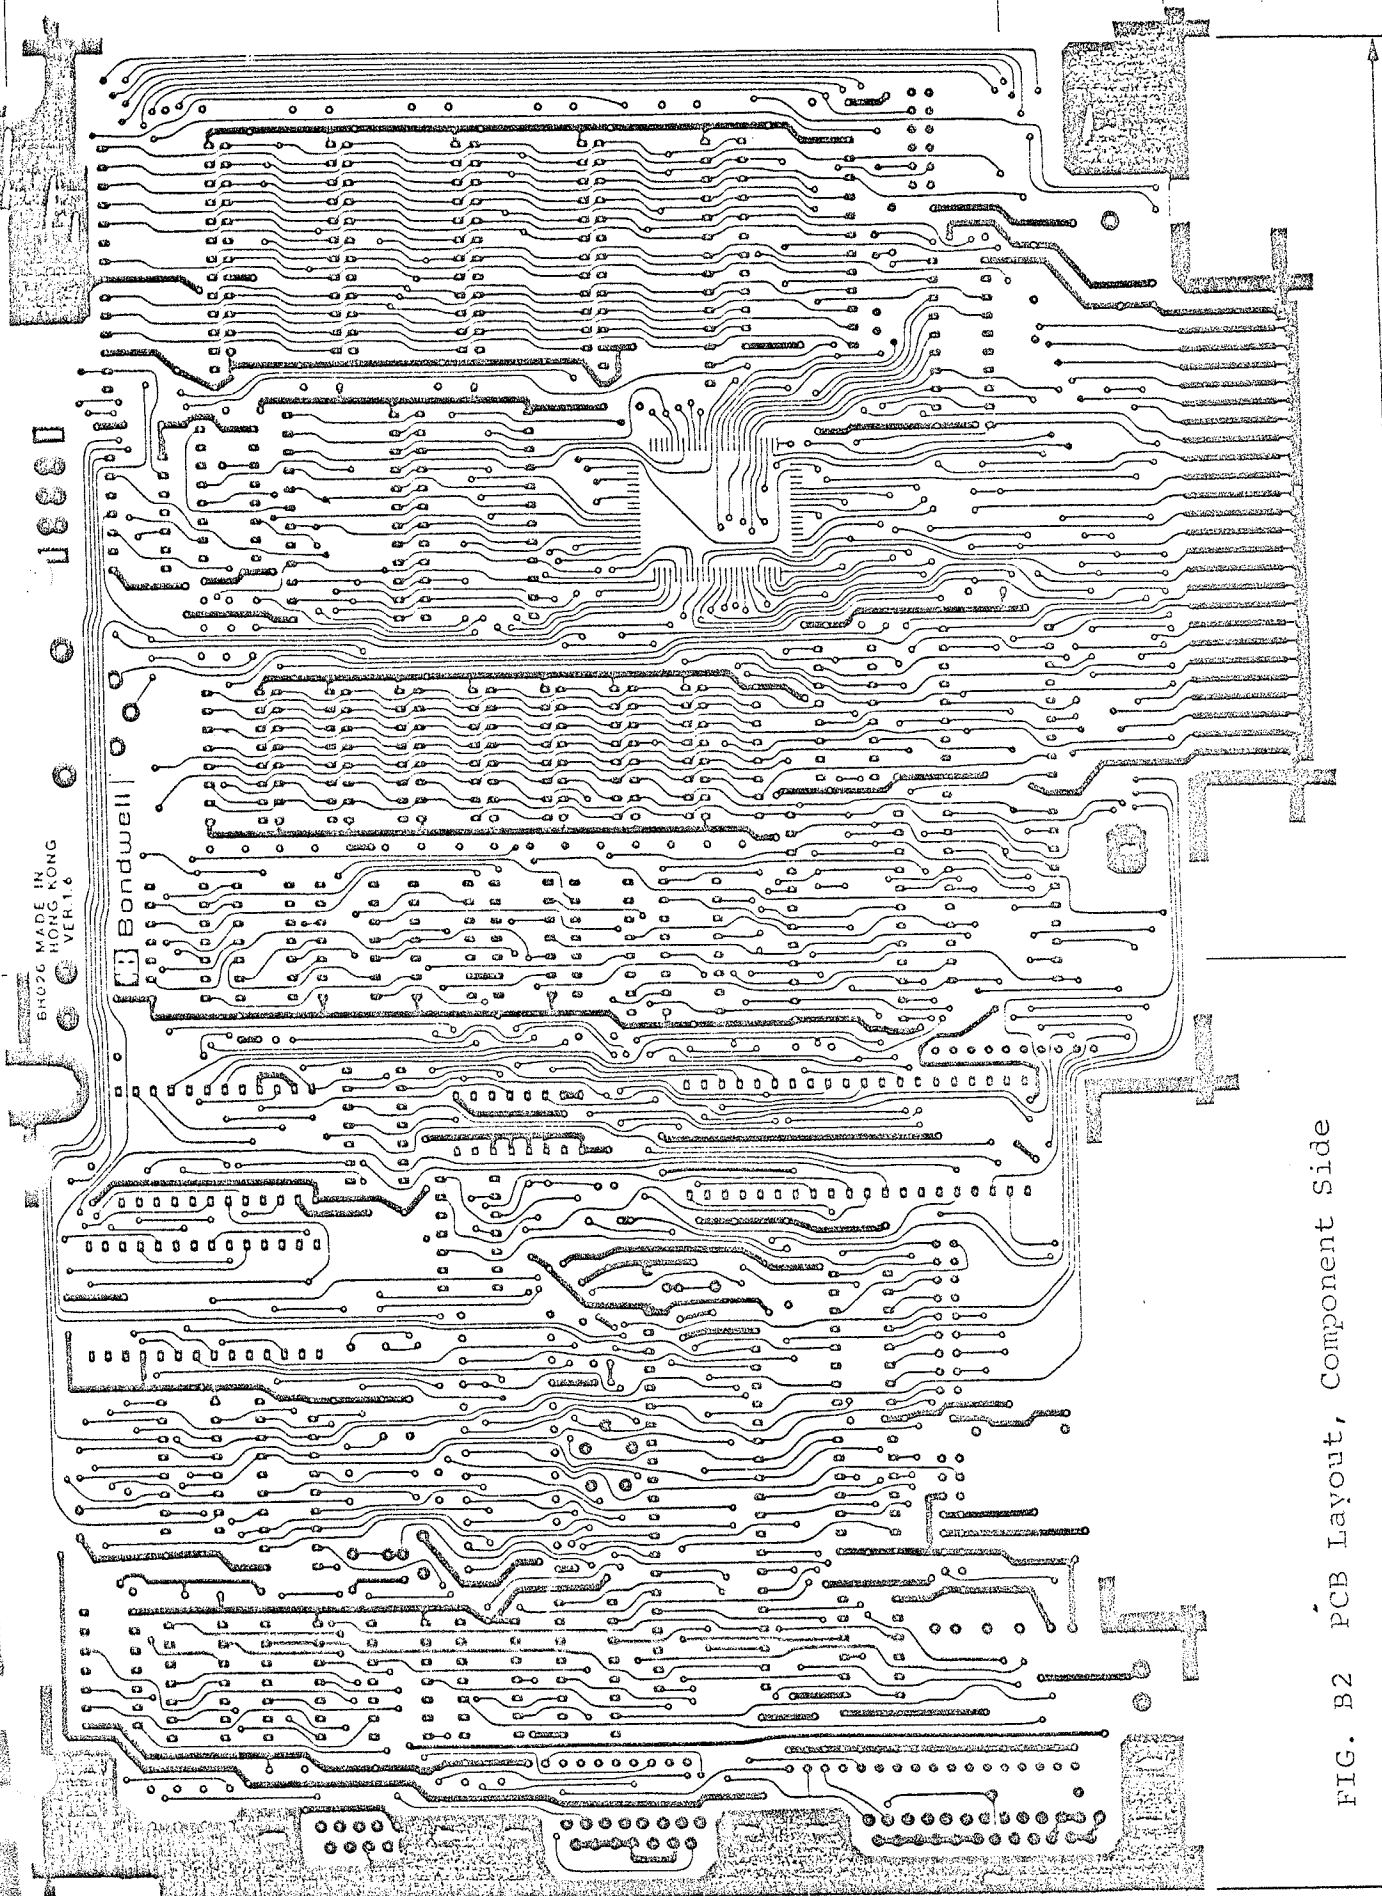 BH026 MADE IN
HONG KONG
VER.1.6
Bondwell
FIG. B2 PCB Layout, Component Side